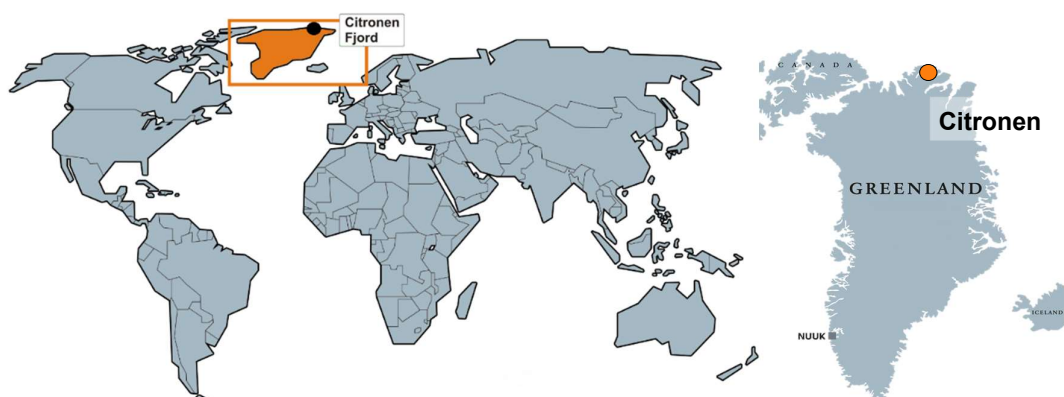 Citronen
Fjord
CANADA
Citronen
GREENLAND
ICELAND
NUUK